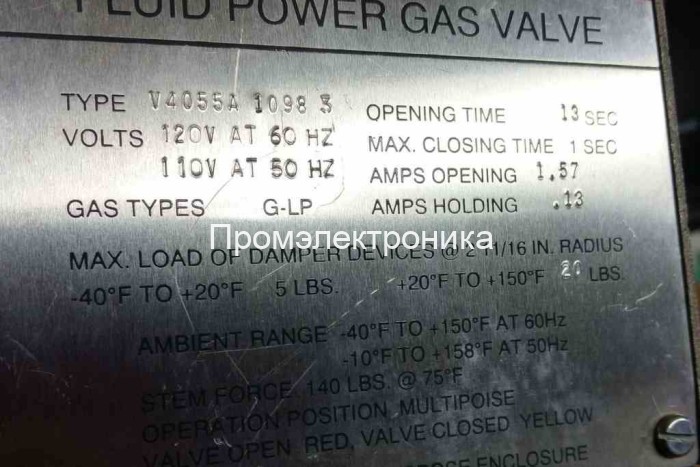 FLUID POWER GAS VALVE
TYPE V4055A 1098 3
OPENING TIME 13 SEC
VOLTS 120V AT 60 HZ
MAX. CLOSING TIME 1 SEC
110V AT 50 HZ
AMPS OPENING 1.57
GAS TYPES G-LP
AMPS HOLDING .13
Промэлектроника
MAX. LOAD OF DAMPER DEVICES @ 2 11/16 IN. RADIUS
-40°F TO +20°F 5 LBS. +20°F TO +150°F 20 LBS.
AMBIENT RANGE -40°F TO +150°F AT 60Hz
-10°F TO +158°F AT 50Hz
STEM FORCE 140 LBS. @ 75°F
OPERATION POSITION, MULTIPOISE
VALVE OPEN RED, VALVE CLOSED YELLOW
ENCLOSURE